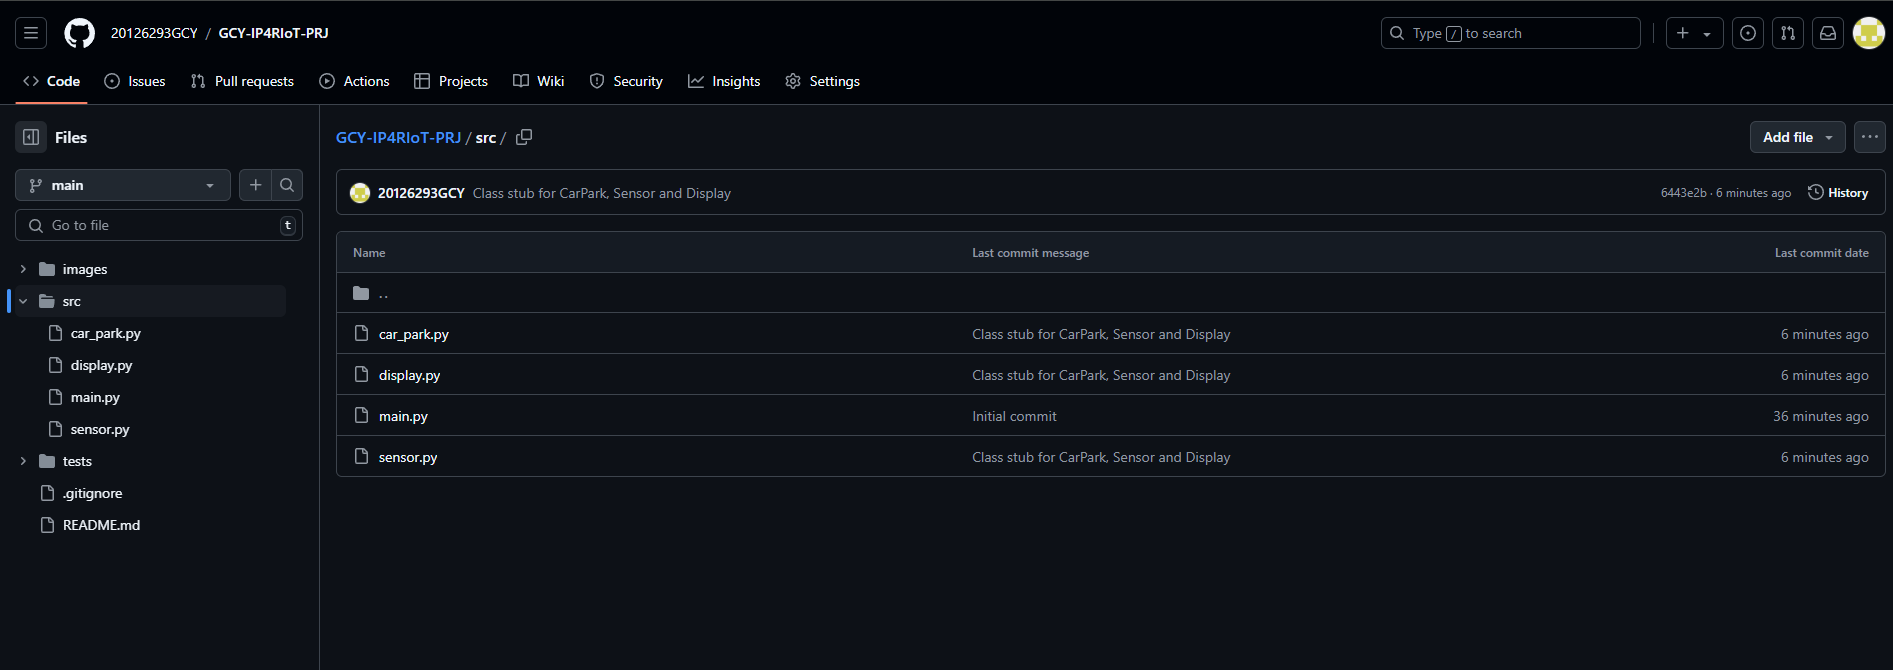 20126293GCY / GCY-IP4RIoT-PRJ
Type / to search
Code Issues Pull requests Actions Projects Wiki Security Insights Settings
Files
main
Go to file t
images
src
car_park.py
display.py
main.py
sensor.py
tests
.gitignore
README.md
GCY-IP4RIoT-PRJ / src /
Add file
20126293GCY Class stub for CarPark, Sensor and Display 6443e2b · 6 minutes ago History
Name Last commit message Last commit date
..
car_park.py Class stub for CarPark, Sensor and Display 6 minutes ago
display.py Class stub for CarPark, Sensor and Display 6 minutes ago
main.py Initial commit 36 minutes ago
sensor.py Class stub for CarPark, Sensor and Display 6 minutes ago